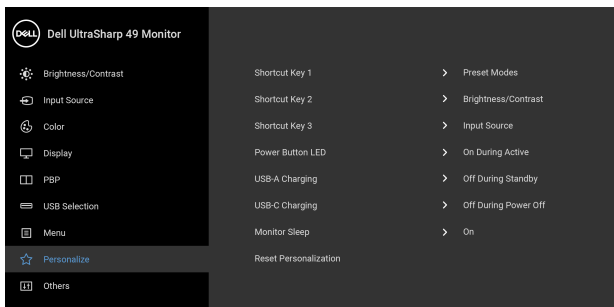 DELL
Dell UltraSharp 49 Monitor
Brightness/Contrast
Input Source
Color
Display
PBP
USB Selection
Menu
Personalize
Others
Shortcut Key 1 Preset Modes
Shortcut Key 2 Brightness/Contrast
Shortcut Key 3 Input Source
Power Button LED On During Active
USB-A Charging Off During Standby
USB-C Charging Off During Power Off
Monitor Sleep On
Reset Personalization